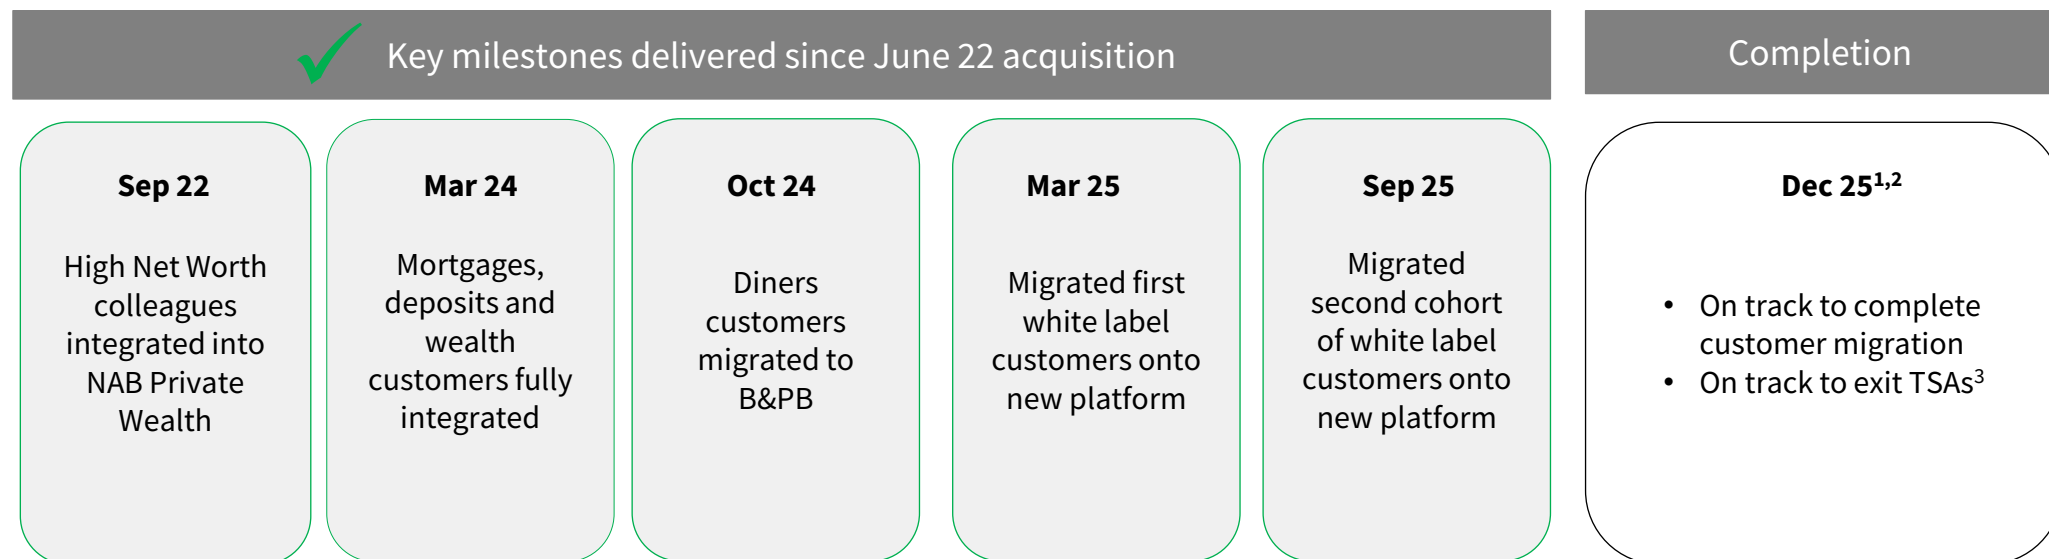 Key milestones delivered since June 22 acquisition
Completion
Sep 22
High Net Worth
colleagues
integrated into
NAB Private
Wealth
Mar 24
Mortgages,
deposits and
wealth
customers fully
integrated
Oct 24
Diners
customers
migrated to
B&PB
Mar 25
Migrated first
white label
customers onto
new platform
Sep 25
Migrated
second cohort
of white label
customers onto
new platform
Dec 25¹,²
• On track to complete
customer migration
• On track to exit TSAs³